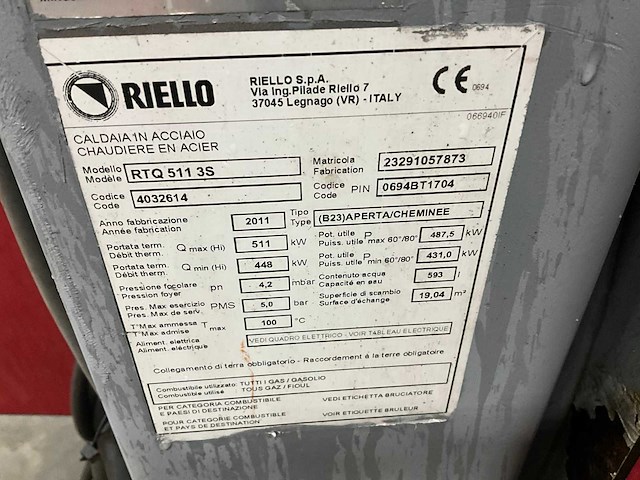 RIELLO
RIELLO S.p.A.
Via Ing.Pilade Riello 7
37045 Legnago (VR) - ITALY
CE 0694
066940IF
CALDAIA IN ACCIAIO
CHAUDIERE EN ACIER
Modello RTQ 511 3S Matricola 23291057873
Modèle Fabrication
Codice 4032614 Codice PIN 0694BT1704
Code Code
Anno fabbricazione 2011 Tipo (B23)APERTA/CHEMINEE
Année fabrication Type
Portata term. Q max (Hi) 511 kW Pot. utile P 487,5 kW
Débit therm. Puiss. utile max 60°/80°
Portata term. Q min (Hi) 448 kW Pot. utile P 431,0 kW
Débit therm. Puiss. utile min 60°/80°
Pressione focolare pn 4,2 mbar Contenuto acqua 593 l
Pression foyer Capacité en eau
Pres. Max esercizio PMS 5,0 bar Superficie di scambio 19,04 m²
Pres. Max de serv. Surface d'échange
T°Max ammessa T max 100 °C
T°Max admise
Aliment. elettrica VEDI QUADRO ELETTRICO - VOIR TABLEAU ELECTRIQUE
Aliment. eléctrique
Collegamento di terra obbligatorio - Raccordement é la terre obligatoire
Combustibile utilizzato: TUTTI I GAS / GASOLIO
Combustible utilisé TOUS GAZ / FIOUL
PER CATEGORIA COMBUSTIBILE VEDI ETICHETTA BRUCIATORE
E PAESI DI DESTINAZIONE
POUR CATEGORIE COMBUSTIBLE VOIR ETIQUETTE BRULEUR
ET PAYS DE DESTINATION